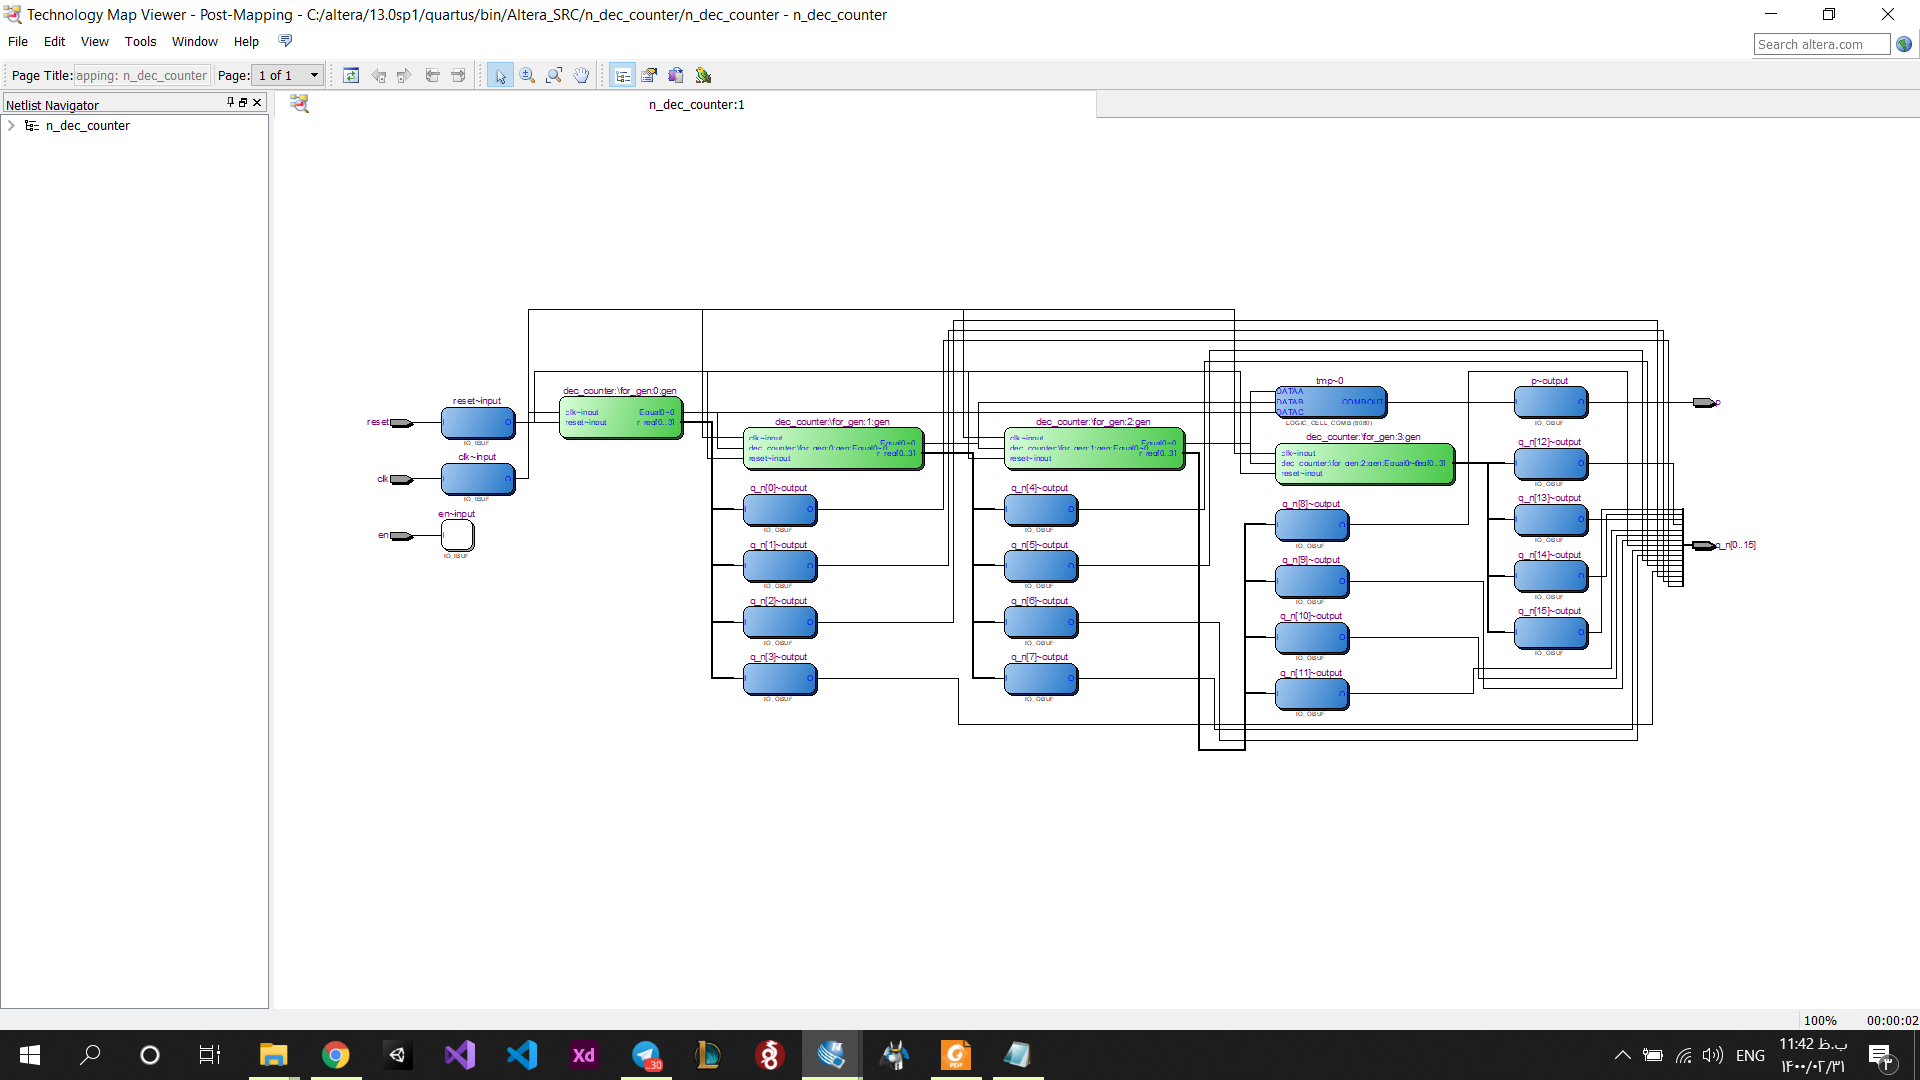 Technology Map Viewer - Post-Mapping - C:/altera/13.0sp1/quartus/bin/Altera_SRC/n_dec_counter/n_dec_counter - n_dec_counter
File Edit View Tools Window Help
Search altera.com
Page Title: apping: n_dec_counter Page: 1 of 1
Netlist Navigator
n_dec_counter:1
n_dec_counter
reset
reset~input
IO_IBUF
clk
clk~input
IO_IBUF
en
en~input
IO_IBUF
dec_counter:\for_gen:0:gen
clk~input Equal0~0
reset~input r_reg[0..3]
dec_counter:\for_gen:1:gen
clk~input
dec_counter:\for_gen:0:gen:Equal0~0 Equal0~0
reset~input r_reg[0..3]
q_n[0]~output
IO_OBUF
q_n[1]~output
IO_OBUF
q_n[2]~output
IO_OBUF
q_n[3]~output
IO_OBUF
dec_counter:\for_gen:2:gen
clk~input
dec_counter:\for_gen:1:gen:Equal0~0 Equal0~0
reset~input r_reg[0..3]
q_n[4]~output
IO_OBUF
q_n[5]~output
IO_OBUF
q_n[6]~output
IO_OBUF
q_n[7]~output
IO_OBUF
tmp~0
DATAA
DATAB COMBOUT
DATAC
LOGIC_CELL_COMB (8080)
dec_counter:\for_gen:3:gen
clk~input
reset~input
q_n[8]~output
IO_OBUF
q_n[9]~output
IO_OBUF
q_n[10]~output
IO_OBUF
q_n[11]~output
IO_OBUF
p~output
IO_OBUF
q_n[12]~output
IO_OBUF
q_n[13]~output
IO_OBUF
q_n[14]~output
IO_OBUF
q_n[15]~output
IO_OBUF
p
q_n[0..15]
100% 00:00:02
Xd
..30
PDF
ENG
11:42 ب.ظ
۱۴۰۰/۰۲/۳۱
۳